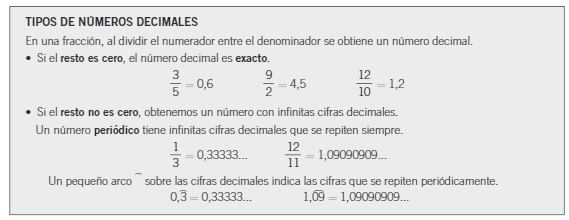 TIPOS DE NÚMEROS DECIMALES
En una fracción, al dividir el numerador entre el denominador se obtiene un número decimal.
• Si el resto es cero, el número decimal es exacto.
3/5 = 0,6    9/2 = 4,5    12/10 = 1,2
• Si el resto no es cero, obtenemos un número con infinitas cifras decimales.
Un número periódico tiene infinitas cifras decimales que se repiten siempre.
1/3 = 0,33333...    12/11 = 1,09090909...
Un pequeño arco ⌒ sobre las cifras decimales indica las cifras que se repiten periódicamente.
0,3̑ = 0,33333...    1,0͡9 = 1,09090909...